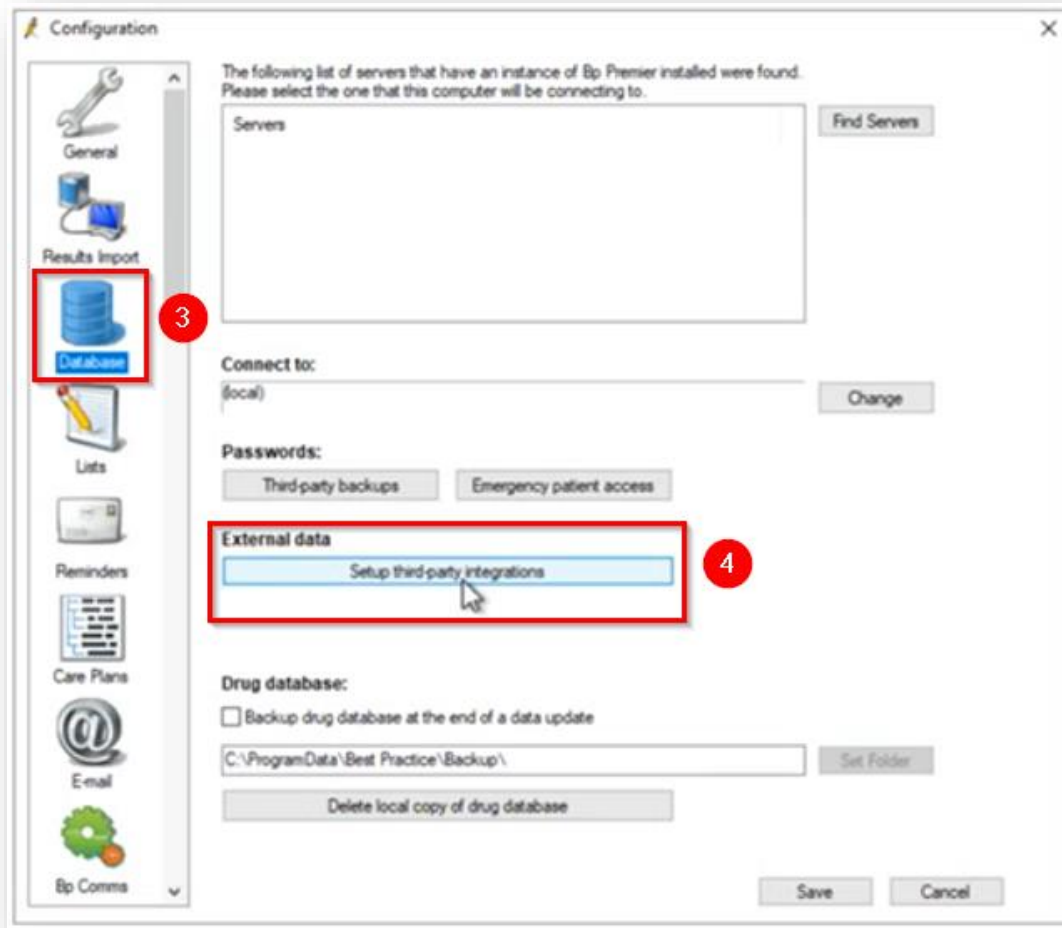 Configuration
General
Results Import
3
Database
Lists
Reminders
Care Plans
E-mail
Bp Comms
The following list of servers that have an instance of Bp Premier installed were found.
Please select the one that this computer will be connecting to.
Servers
Find Servers
Connect to:
(local)
Change
Passwords:
Third-party backups
Emergency patient access
External data
Setup third-party integrations
4
Drug database:
Backup drug database at the end of a data update
C:\ProgramData\Best Practice\Backup\
Set Folder
Delete local copy of drug database
Save
Cancel